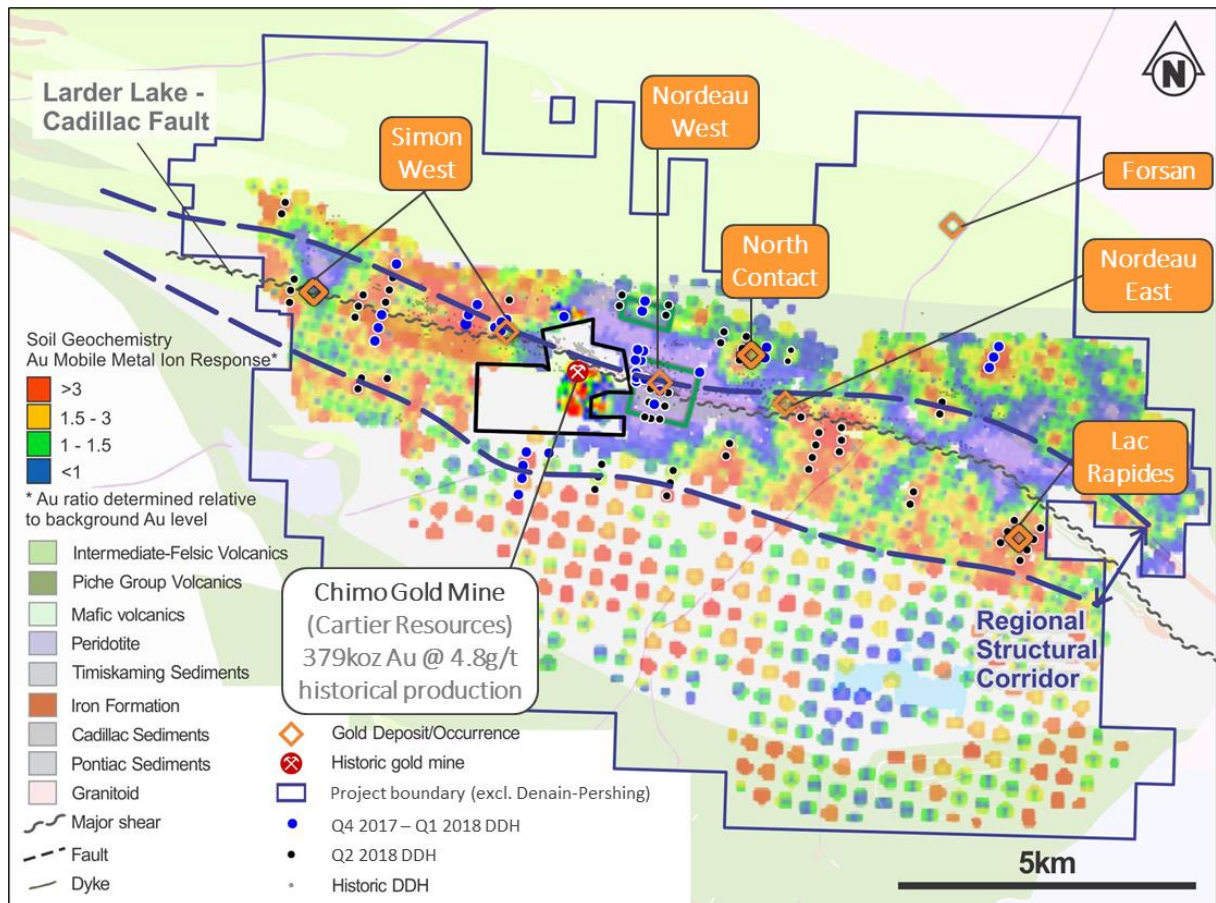 N
Larder Lake -
Cadillac Fault
Simon
West
Nordeau
West
North
Contact
Forsan
Nordeau
East
Lac
Rapides
Soil Geochemistry
Au Mobile Metal Ion Response*
>3
1.5 - 3
1 - 1.5
<1
* Au ratio determined relative
to background Au level
Intermediate-Felsic Volcanics
Piche Group Volcanics
Mafic volcanics
Peridotite
Timiskaming Sediments
Iron Formation
Cadillac Sediments
Pontiac Sediments
Granitoid
Major shear
Fault
Dyke
Chimo Gold Mine
(Cartier Resources)
379koz Au @ 4.8g/t
historical production
Gold Deposit/Occurrence
Historic gold mine
Project boundary (excl. Denain-Pershing)
Q4 2017 – Q1 2018 DDH
Q2 2018 DDH
Historic DDH
Regional
Structural
Corridor
5km